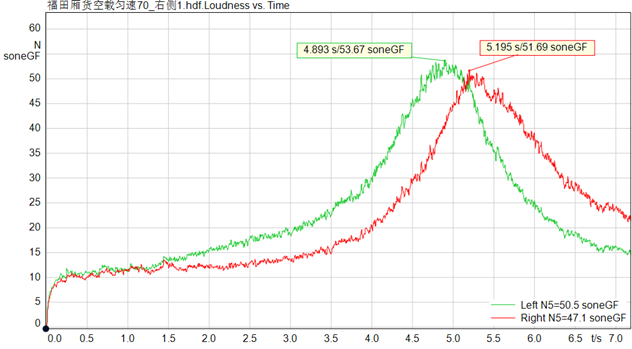 福田厢货空载匀速70_右侧1.hdf.Loudness vs. Time
60
N
soneGF
50
45
40
35
30
25
20
15
10
5
0
4.893 s/53.67 soneGF
5.195 s/51.69 soneGF
Left N5=50.5 soneGF
Right N5=47.1 soneGF
0.0 0.5 1.0 1.5 2.0 2.5 3.0 3.5 4.0 4.5 5.0 5.5 6.0 6.5 t/s 7.0